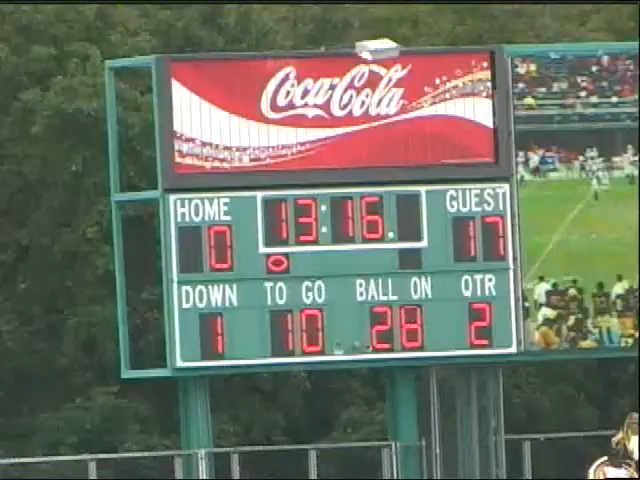 Coca-Cola
HOME 13:16. GUEST
0 17
DOWN TO GO BALL ON QTR
1 10 28 2